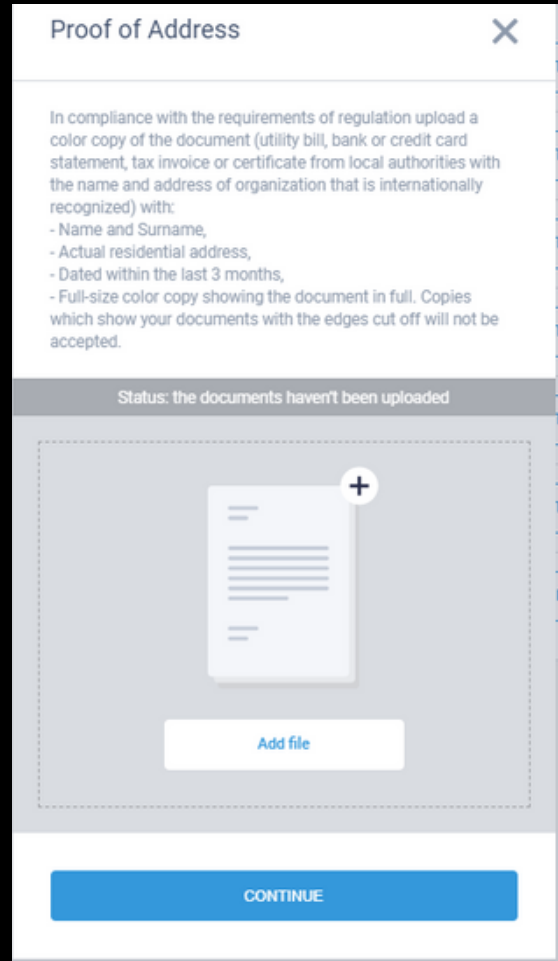 Proof of Address
In compliance with the requirements of regulation upload a
color copy of the document (utility bill, bank or credit card
statement, tax invoice or certificate from local authorities with
the name and address of organization that is internationally
recognized) with:
- Name and Surname,
- Actual residential address,
- Dated within the last 3 months,
- Full-size color copy showing the document in full. Copies
which show your documents with the edges cut off will not be
accepted.
Status: the documents haven't been uploaded
Add file
CONTINUE